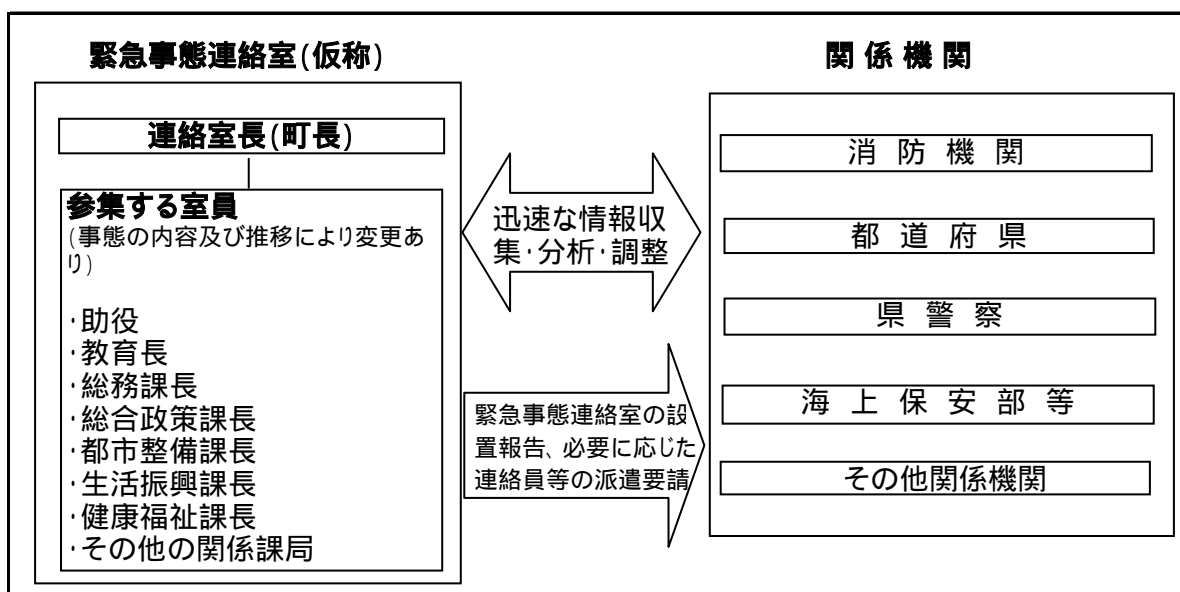 緊急事態連絡室(仮称)
連絡室長(町長)
参集する室員
(事態の内容及び推移により変更あ
り)
・助役
・教育長
・総務課長
・総合政策課長
・都市整備課長
・生活振興課長
・健康福祉課長
・その他の関係課局
迅速な情報収
集・分析・調整
緊急事態連絡室の設
置報告、必要に応じた
連絡員等の派遣要請
関 係 機 関
消 防 機 関
都 道 府 県
県 警 察
海 上 保 安 部 等
その他関係機関